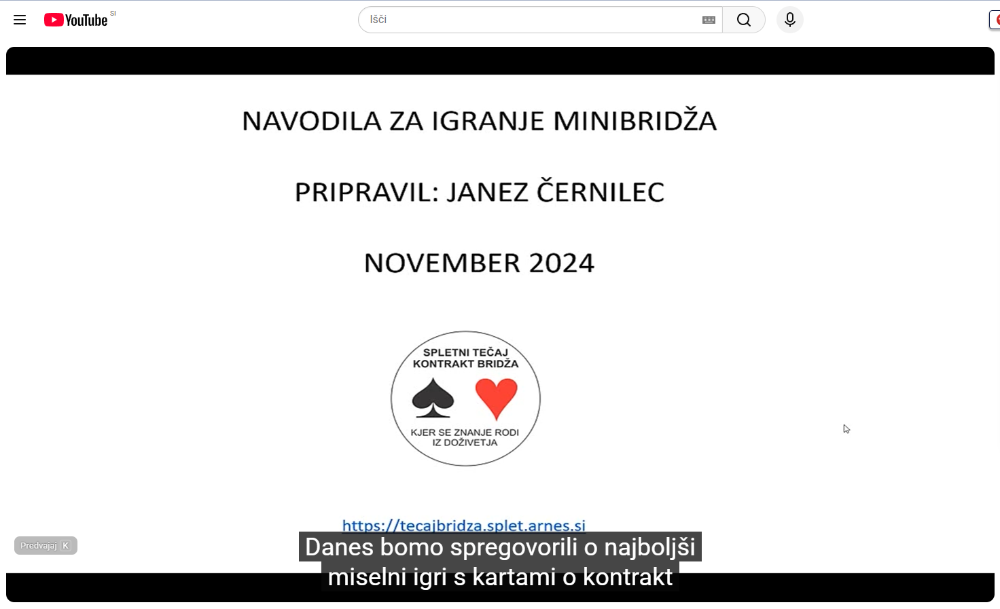 YouTube SI
Išči
NAVODILA ZA IGRANJE MINIBRIDŽA
PRIPRAVIL: JANEZ ČERNILEC
NOVEMBER 2024
SPLETNI TEČAJ
KONTRAKT BRIDŽA
KJER SE ZNANJE RODI
IZ DOŽIVETJA
https://tecajbridza.splet.arnes.si
Predvajaj K
Danes bomo spregovorili o najboljši
miselni igri s kartami o kontrakt